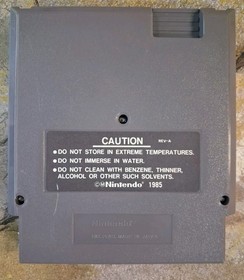 CAUTION REV-A
• DO NOT STORE IN EXTREME TEMPERATURES.
• DO NOT IMMERSE IN WATER.
• DO NOT CLEAN WITH BENZENE, THINNER,
ALCOHOL OR OTHER SUCH SOLVENTS.
©Ⓜ Nintendo 1985